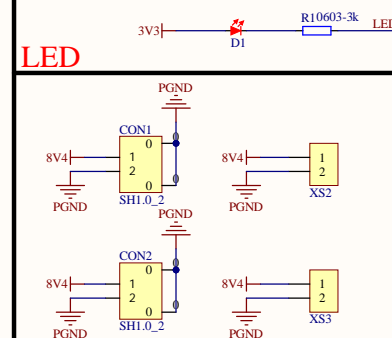 R10603-3k
3V3
LED
D1
LED
PGND
CON1
0
8V4
1
2
0
PGND
SH1.0_2
8V4
1
2
PGND
XS2
PGND
CON2
0
8V4
1
2
0
PGND
SH1.0_2
8V4
1
2
PGND
XS3